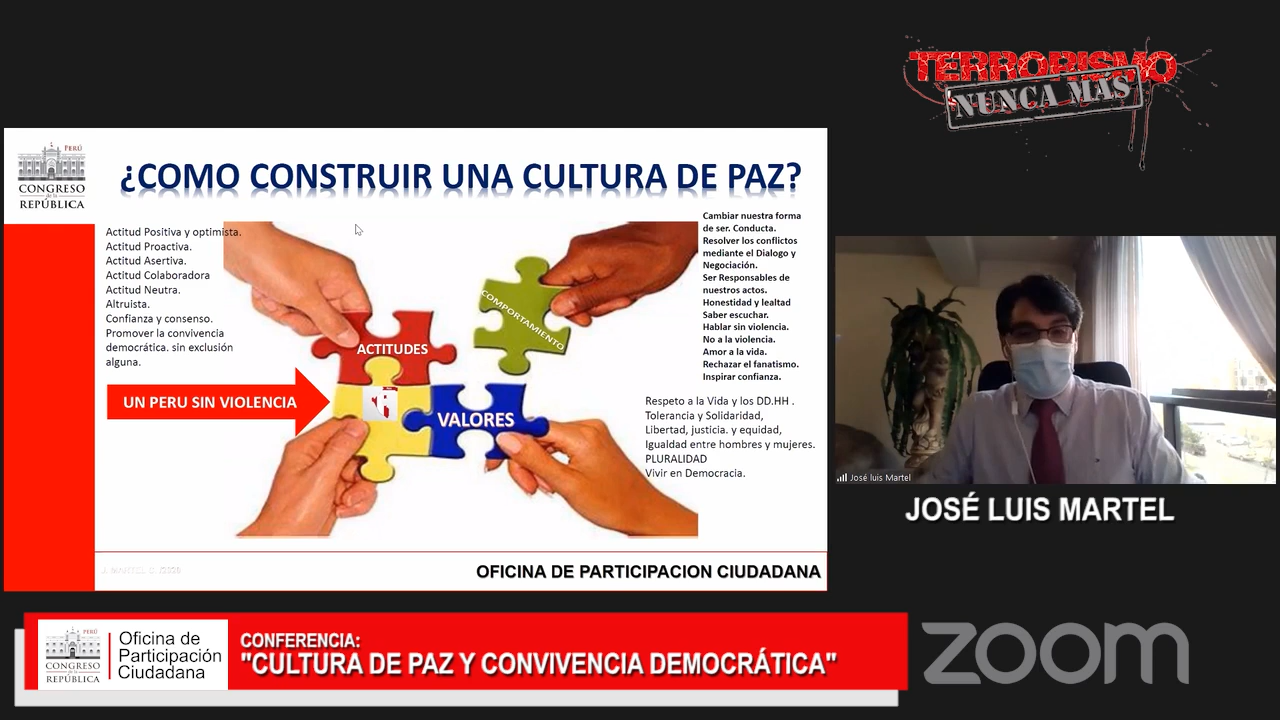 TERRORISMO
NUNCA MÁS
PERÚ
CONGRESO
de la
REPÚBLICA
¿COMO CONSTRUIR UNA CULTURA DE PAZ?
Actitud Positiva y optimista.
Actitud Proactiva.
Actitud Asertiva.
Actitud Colaboradora
Actitud Neutra.
Altruista.
Confianza y consenso.
Promover la convivencia
democrática. sin exclusión
alguna.
UN PERU SIN VIOLENCIA
ACTITUDES
COMPORTAMIENTO
VALORES
Cambiar nuestra forma
de ser. Conducta.
Resolver los conflictos
mediante el Dialogo y
Negociación.
Ser Responsables de
nuestros actos.
Honestidad y lealtad
Saber escuchar.
Hablar sin violencia.
No a la violencia.
Amor a la vida.
Rechazar el fanatismo.
Inspirar confianza.
Respeto a la Vida y los DD.HH .
Tolerancia y Solidaridad,
Libertad, justicia. y equidad,
Igualdad entre hombres y mujeres.
PLURALIDAD
Vivir en Democracia.
OFICINA DE PARTICIPACION CIUDADANA
José luis Martel
JOSÉ LUIS MARTEL
PERÚ
CONGRESO
de la
REPÚBLICA
Oficina de
Participación
Ciudadana
CONFERENCIA:
"CULTURA DE PAZ Y CONVIVENCIA DEMOCRÁTICA"
zoom